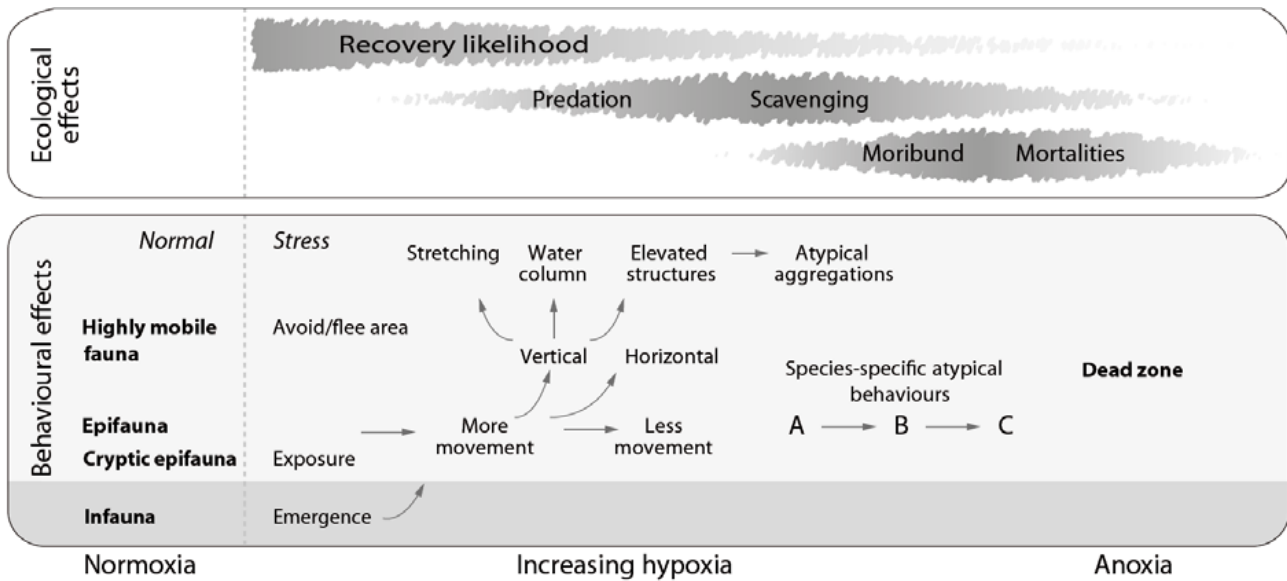 Ecological
effects
Recovery likelihood
Predation
Scavenging
Moribund
Mortalities
Behavioural effects
Normal
Stress
Stretching
Water
column
Elevated
structures
Atypical
aggregations
Highly mobile
fauna
Avoid/flee area
Vertical
Horizontal
Species-specific atypical
behaviours
Dead zone
Epifauna
More
movement
Less
movement
A
B
C
Cryptic epifauna
Exposure
Infauna
Emergence
Normoxia
Increasing hypoxia
Anoxia